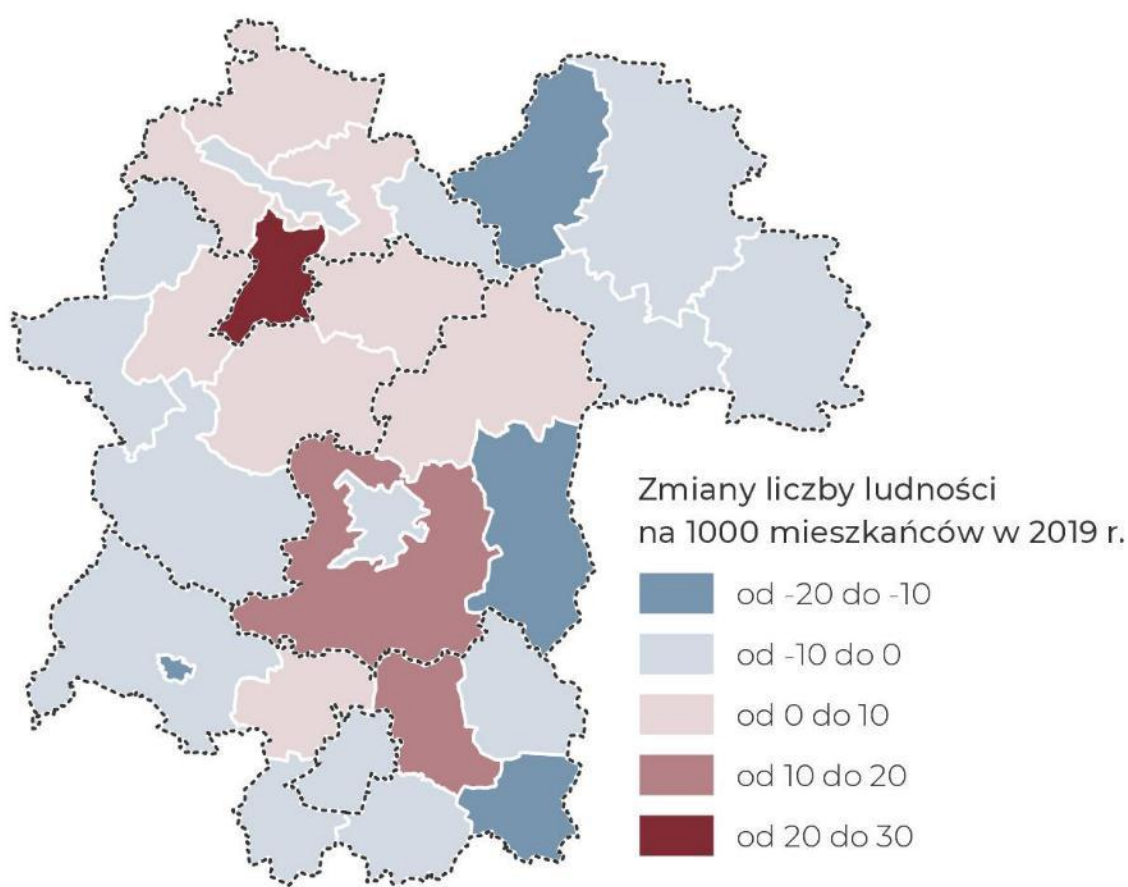 Zmiany liczby ludności
na 1000 mieszkańców w 2019 r.
od -20 do -10
od -10 do 0
od 0 do 10
od 10 do 20
od 20 do 30